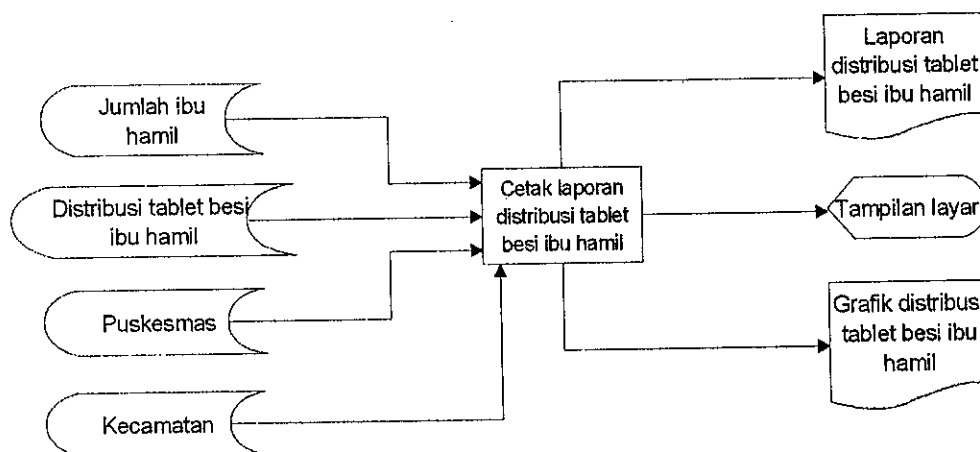 Jumlah ibu
hamil
Distribusi tablet besi
ibu hamil
Puskesmas
Kecamatan
Cetak laporan
distribusi tablet
besi ibu hamil
Laporan
distribusi tablet
besi ibu hamil
Tampilan layar
Grafik distribus
tablet besi ibu
hamil